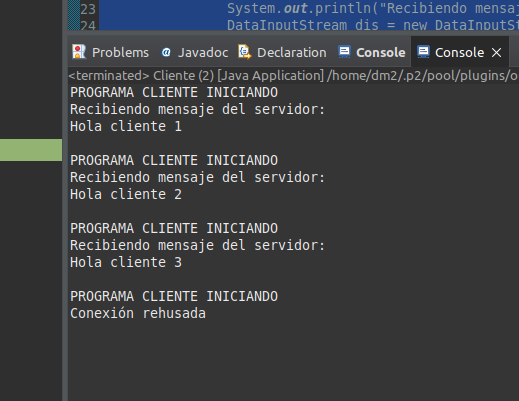 23 System.out.println("Recibiendo mensaj
24 DataInputStream dis = new DataInputSt
Problems @ Javadoc Declaration Console Console
<terminated> Cliente (2) [Java Application] /home/dm2/.p2/pool/plugins/o
PROGRAMA CLIENTE INICIANDO
Recibiendo mensaje del servidor:
Hola cliente 1
PROGRAMA CLIENTE INICIANDO
Recibiendo mensaje del servidor:
Hola cliente 2
PROGRAMA CLIENTE INICIANDO
Recibiendo mensaje del servidor:
Hola cliente 3
PROGRAMA CLIENTE INICIANDO
Conexión rehusada